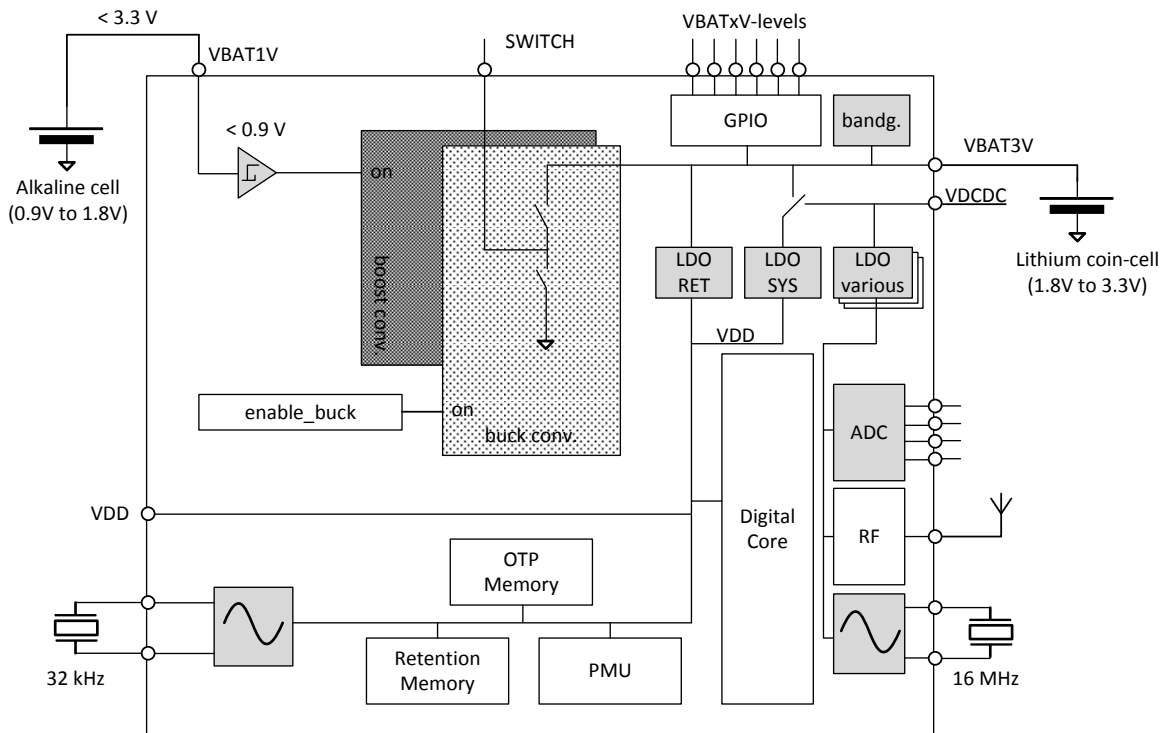 < 3.3 V
VBAT1V
SWITCH
VBATxV-levels
GPIO
bandg.
< 0.9 V
on
VBAT3V
Alkaline cell
(0.9V to 1.8V)
VDCDC
boost conv.
LDO
RET
LDO
SYS
LDO
various
Lithium coin-cell
(1.8V to 3.3V)
VDD
enable_buck
on
buck conv.
ADC
VDD
Digital
Core
RF
OTP
Memory
32 kHz
Retention
Memory
PMU
16 MHz